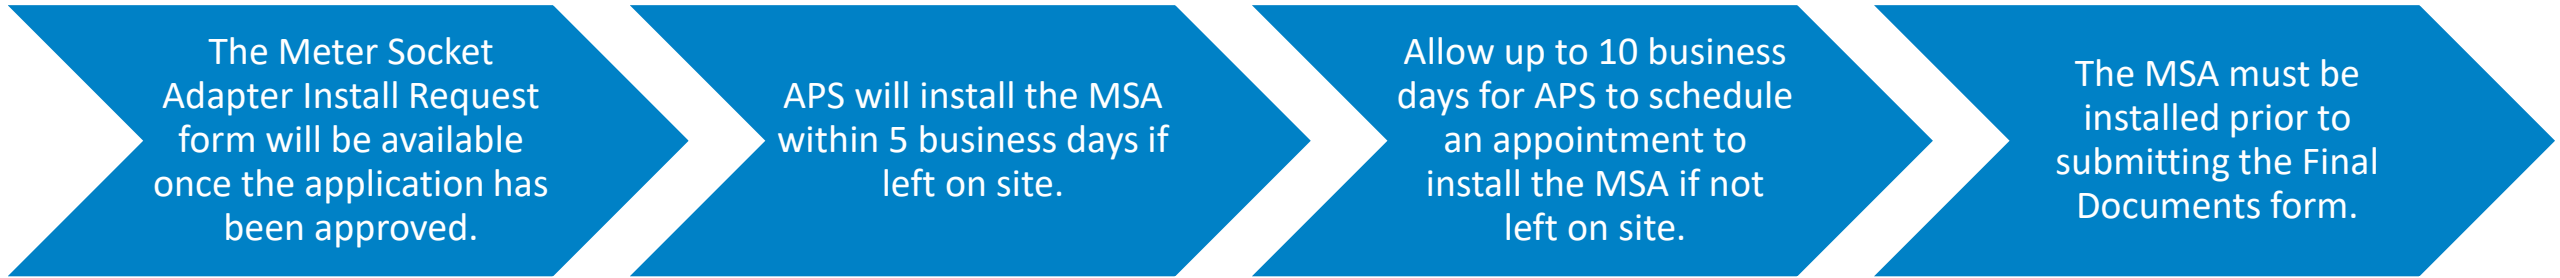 The Meter Socket
Adapter Install Request
form will be available
once the application has
been approved.
APS will install the MSA
within 5 business days if
left on site.
Allow up to 10 business
days for APS to schedule
an appointment to
install the MSA if not
left on site.
The MSA must be
installed prior to
submitting the Final
Documents form.